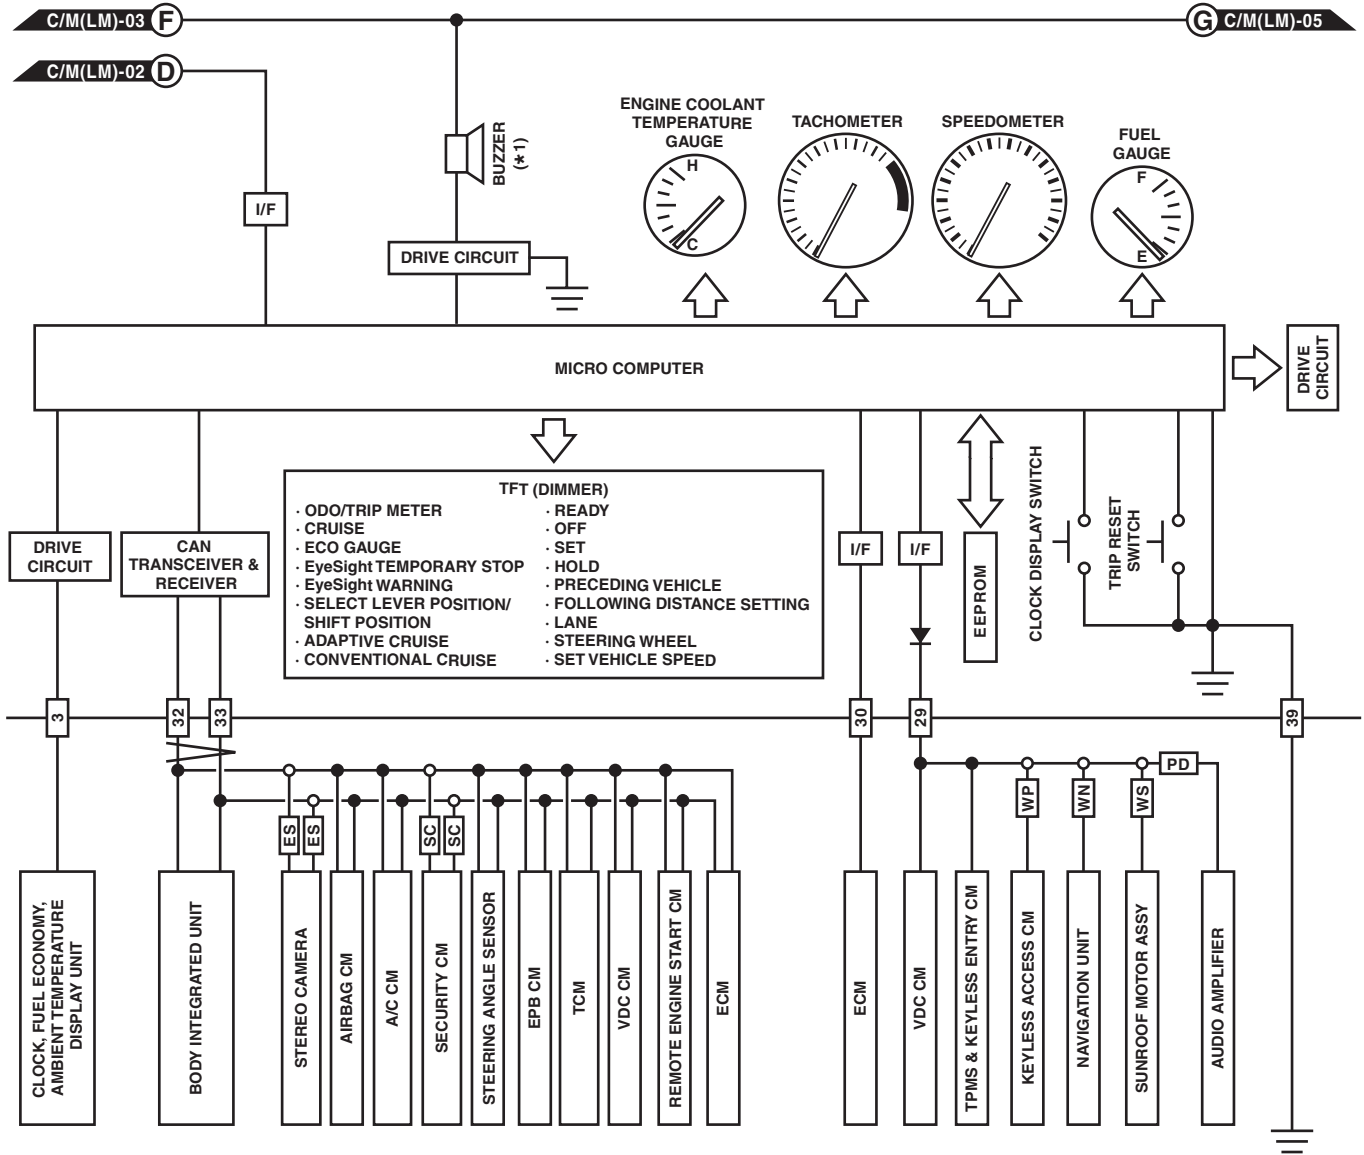 C/M(LM)-03 F
G C/M(LM)-05
C/M(LM)-02 D
I/F
BUZZER
(*1)
DRIVE CIRCUIT
ENGINE COOLANT
TEMPERATURE
GAUGE
H
C
TACHOMETER
SPEEDOMETER
FUEL
GAUGE
F
E
MICRO COMPUTER
DRIVE
CIRCUIT
DRIVE
CIRCUIT
CAN
TRANSCEIVER &
RECEIVER
TFT (DIMMER)
· ODO/TRIP METER
· CRUISE
· ECO GAUGE
· EyeSight TEMPORARY STOP
· EyeSight WARNING
· SELECT LEVER POSITION/
SHIFT POSITION
· ADAPTIVE CRUISE
· CONVENTIONAL CRUISE
· READY
· OFF
· SET
· HOLD
· PRECEDING VEHICLE
· FOLLOWING DISTANCE SETTING
· LANE
· STEERING WHEEL
· SET VEHICLE SPEED
I/F
I/F
EEPROM
CLOCK DISPLAY SWITCH
TRIP RESET
SWITCH
3
32
33
30
29
39
ES
ES
SC
SC
WP
WN
WS
PD
CLOCK, FUEL ECONOMY,
AMBIENT TEMPERATURE
DISPLAY UNIT
BODY INTEGRATED UNIT
STEREO CAMERA
AIRBAG CM
A/C CM
SECURITY CM
STEERING ANGLE SENSOR
EPB CM
TCM
VDC CM
REMOTE ENGINE START CM
ECM
ECM
VDC CM
TPMS & KEYLESS ENTRY CM
KEYLESS ACCESS CM
NAVIGATION UNIT
SUNROOF MOTOR ASSY
AUDIO AMPLIFIER